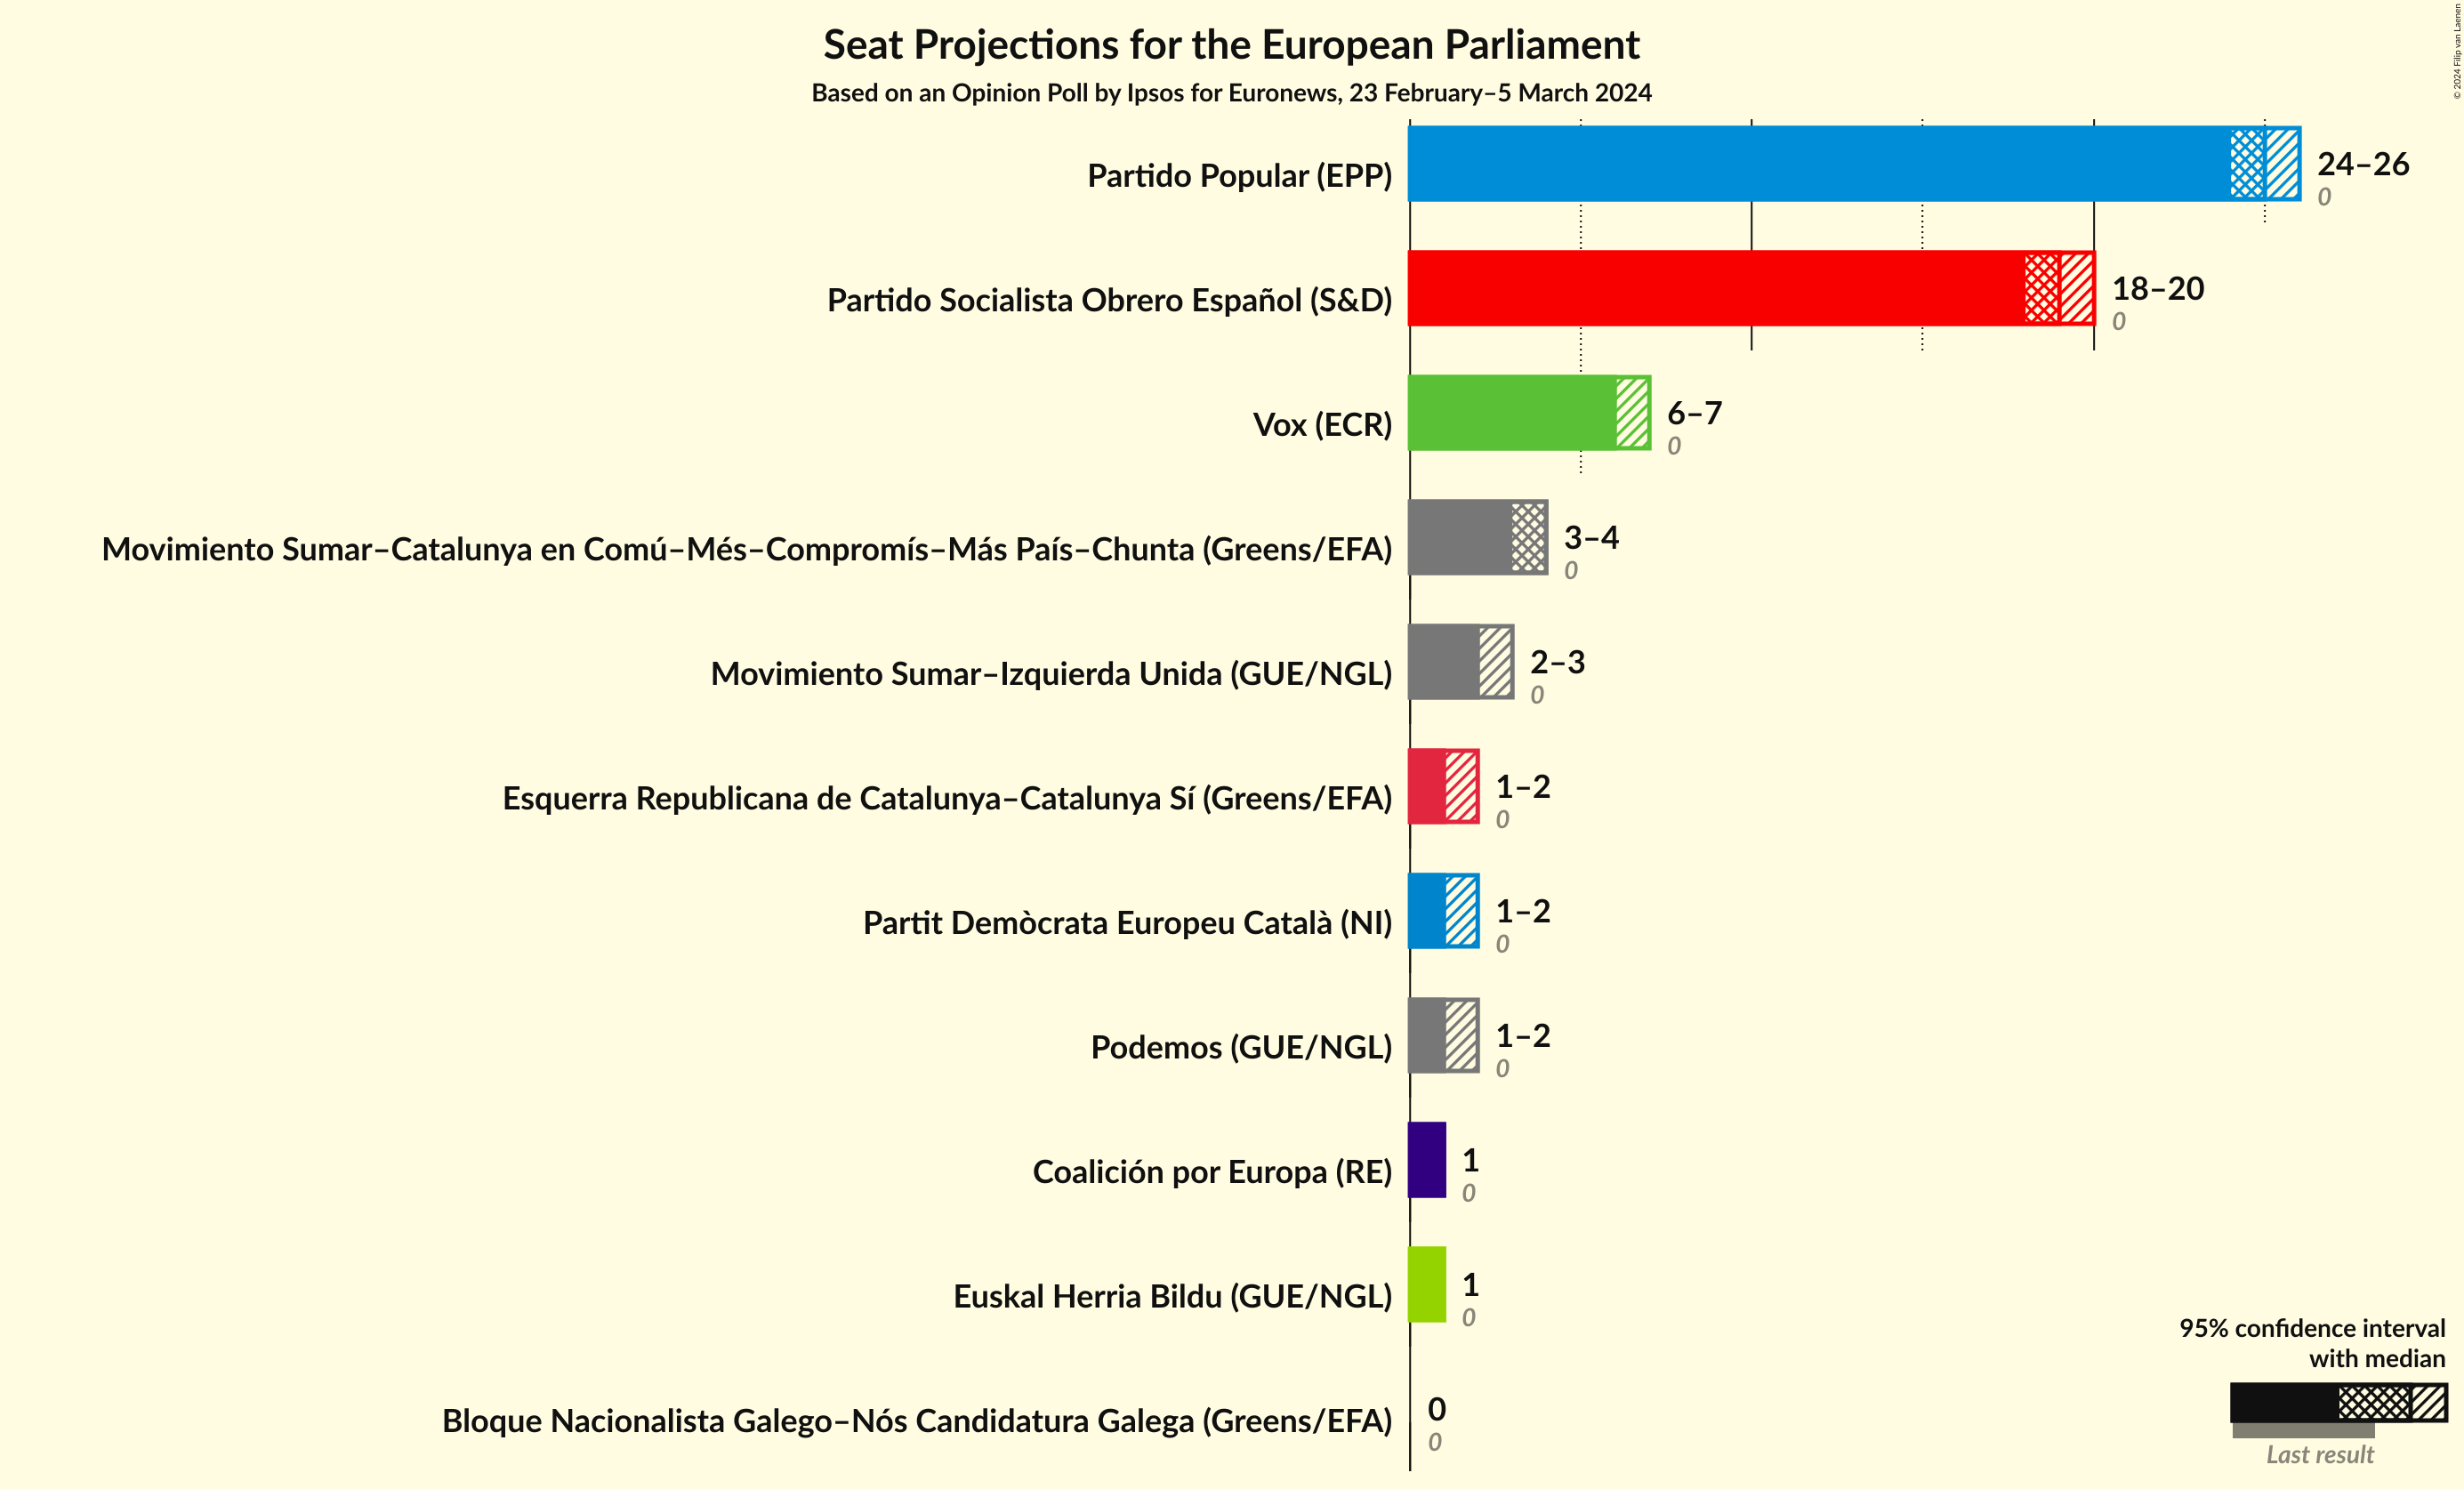 Seat Projections for the European Parliament
Based on an Opinion Poll by Ipsos for Euronews, 23 February–5 March 2024
© 2024 Filip van Laenen
Partido Popular (EPP)
24–26
0
Partido Socialista Obrero Español (S&D)
18–20
0
Vox (ECR)
6–7
0
Movimiento Sumar–Catalunya en Comú–Més–Compromís–Más País–Chunta (Greens/EFA)
3–4
0
Movimiento Sumar–Izquierda Unida (GUE/NGL)
2–3
0
Esquerra Republicana de Catalunya–Catalunya Sí (Greens/EFA)
1–2
0
Partit Demòcrata Europeu Català (NI)
1–2
0
Podemos (GUE/NGL)
1–2
0
Coalición por Europa (RE)
1
0
Euskal Herria Bildu (GUE/NGL)
1
0
Bloque Nacionalista Galego–Nós Candidatura Galega (Greens/EFA)
0
0
95% confidence interval
with median
Last result